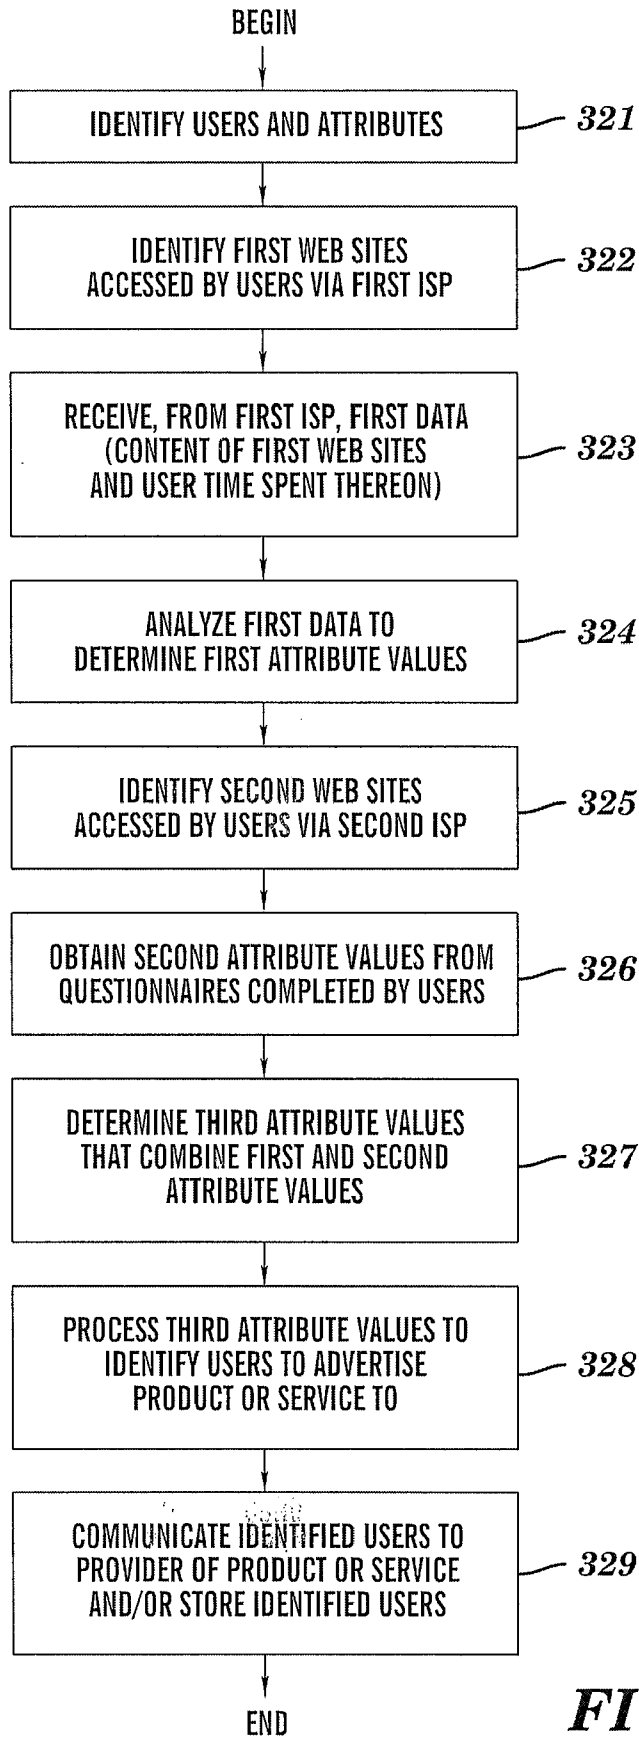 BEGIN
IDENTIFY USERS AND ATTRIBUTES
321
IDENTIFY FIRST WEB SITES
ACCESSED BY USERS VIA FIRST ISP
322
RECEIVE, FROM FIRST ISP, FIRST DATA
(CONTENT OF FIRST WEB SITES
AND USER TIME SPENT THEREON)
323
ANALYZE FIRST DATA TO
DETERMINE FIRST ATTRIBUTE VALUES
324
IDENTIFY SECOND WEB SITES
ACCESSED BY USERS VIA SECOND ISP
325
OBTAIN SECOND ATTRIBUTE VALUES FROM
QUESTIONNAIRES COMPLETED BY USERS
326
DETERMINE THIRD ATTRIBUTE VALUES
THAT COMBINE FIRST AND SECOND
ATTRIBUTE VALUES
327
PROCESS THIRD ATTRIBUTE VALUES TO
IDENTIFY USERS TO ADVERTISE
PRODUCT OR SERVICE TO
328
COMMUNICATE IDENTIFIED USERS TO
PROVIDER OF PRODUCT OR SERVICE
AND/OR STORE IDENTIFIED USERS
329
END
FI